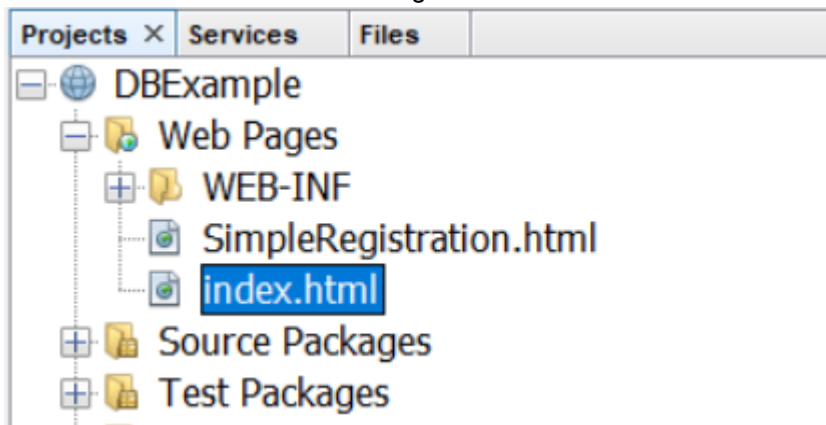 Projects × Services Files
DBExample
Web Pages
WEB-INF
SimpleRegistration.html
index.html
Source Packages
Test Packages